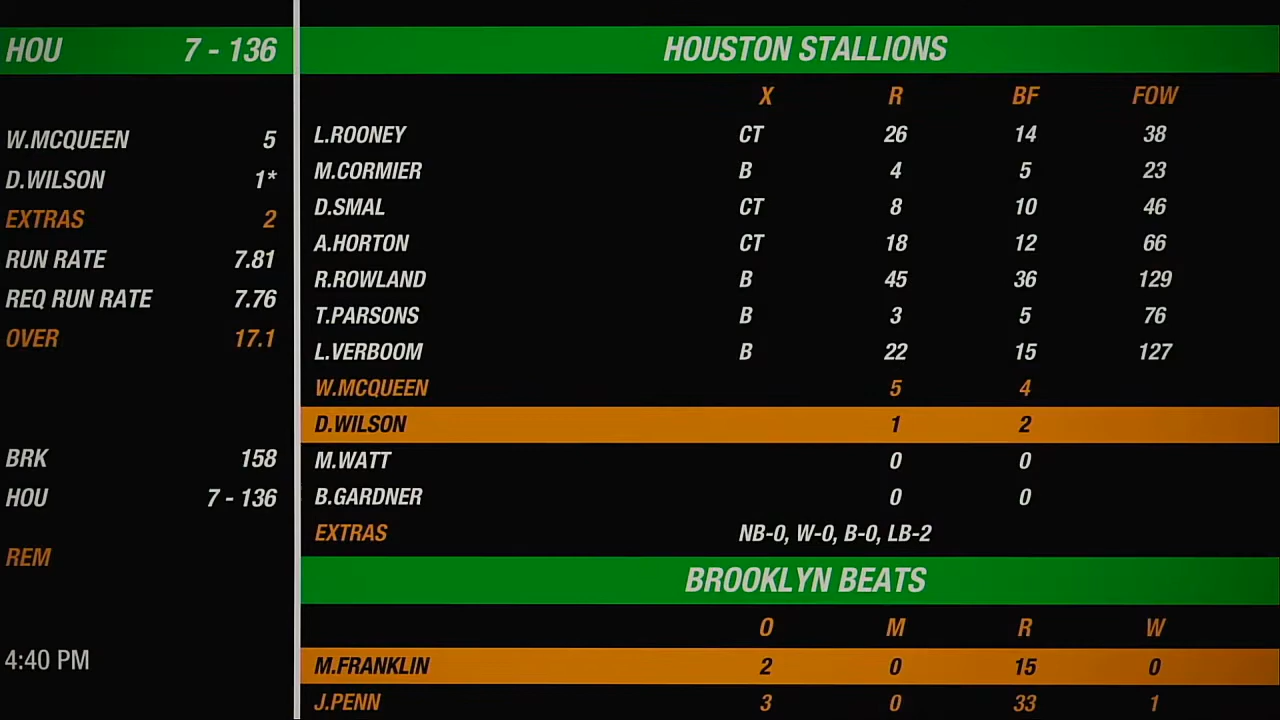 HOU 7 - 136
W.MCQUEEN 5
D.WILSON 1*
EXTRAS 2
RUN RATE 7.81
REQ RUN RATE 7.76
OVER 17.1
BRK 158
HOU 7 - 136
REM
4:40 PM
HOUSTON STALLIONS
X R BF FOW
L.ROONEY CT 26 14 38
M.CORMIER B 4 5 23
D.SMAL CT 8 10 46
A.HORTON CT 18 12 66
R.ROWLAND B 45 36 129
T.PARSONS B 3 5 76
L.VERBOOM B 22 15 127
W.MCQUEEN 5 4
D.WILSON 1 2
M.WATT 0 0
B.GARDNER 0 0
EXTRAS NB-0, W-0, B-0, LB-2
BROOKLYN BEATS
O M R W
M.FRANKLIN 2 0 15 0
J.PENN 3 0 33 1